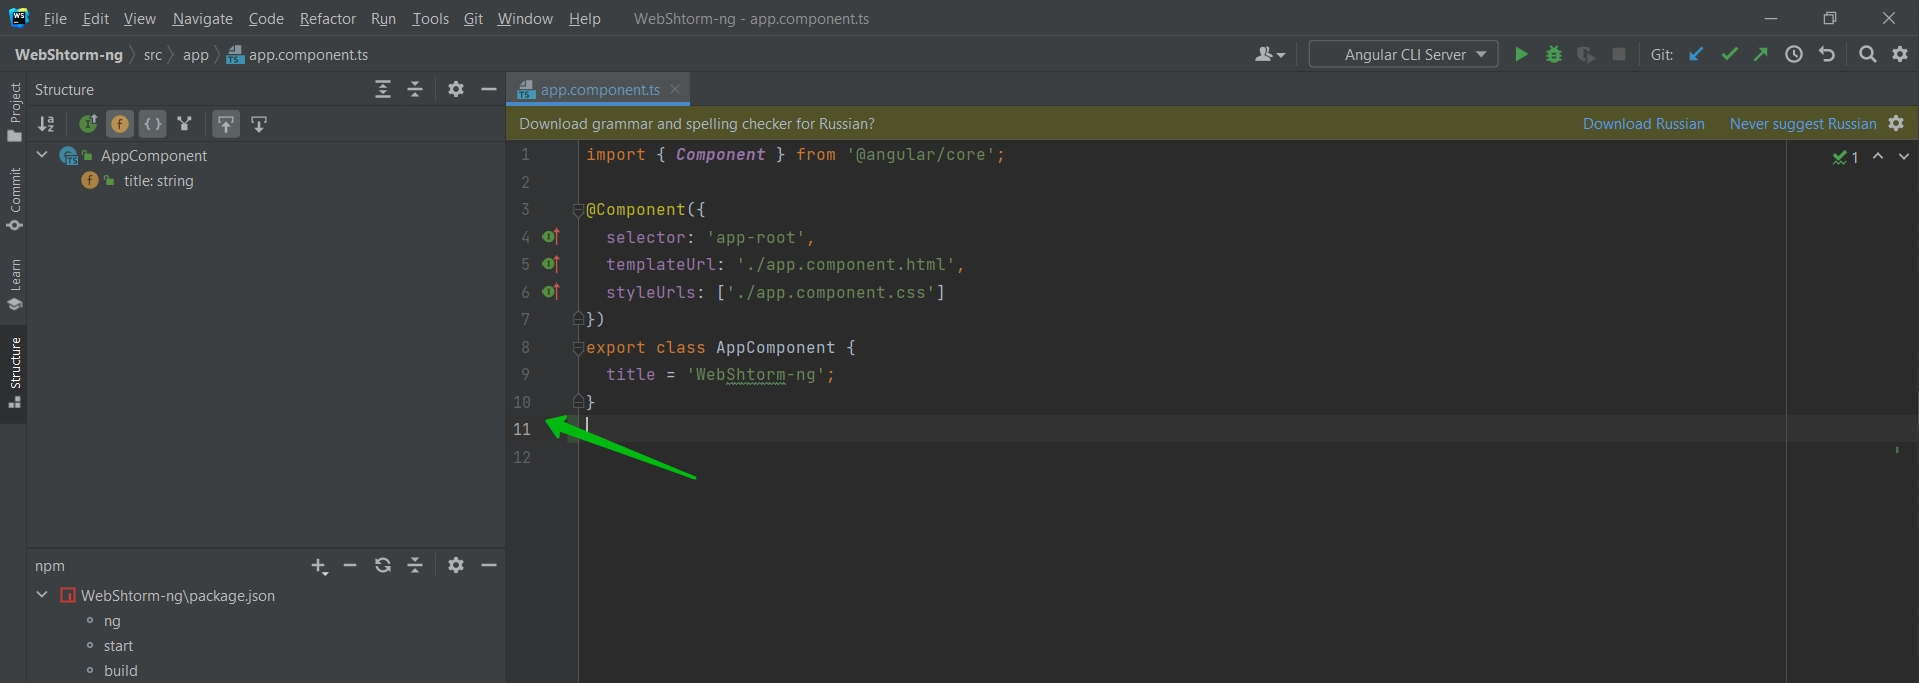 WS File Edit View Navigate Code Refactor Run Tools Git Window Help WebShtorm-ng - app.component.ts
WebShtorm-ng src app TS app.component.ts Angular CLI Server Git:
Project
Commit
Learn
Structure
Structure
AppComponent
title: string
npm
WebShtorm-ng\package.json
ng
start
build
TS app.component.ts
Download grammar and spelling checker for Russian? Download Russian Never suggest Russian
1 import { Component } from '@angular/core';
2
3 @Component({
4 selector: 'app-root',
5 templateUrl: './app.component.html',
6 styleUrls: ['./app.component.css']
7 })
8 export class AppComponent {
9 title = 'WebShtorm-ng';
10 }
11
12
1